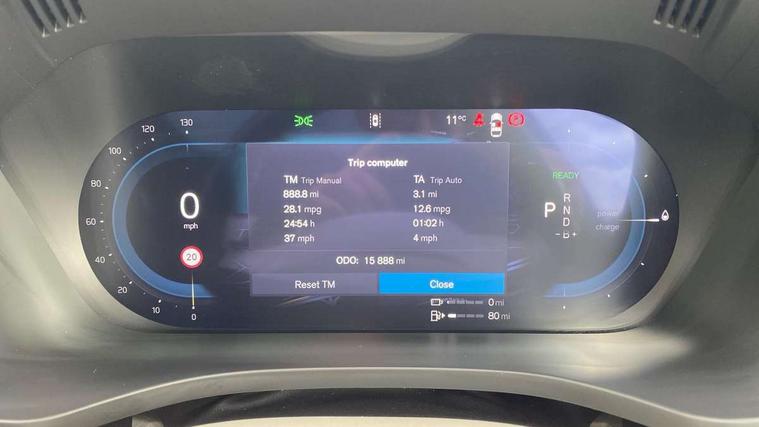 11°C
120 130
100
80
60
40
20
10
0
0
mph
20
Trip computer
TM Trip Manual TA Trip Auto
888.8 mi 3.1 mi
28.1 mpg 12.6 mpg
24:54 h 01:02 h
37 mph 4 mph
ODO: 15 888 mi
Reset TM Close
READY
P R
N
D
-B+
power
charge
0 mi
80 mi